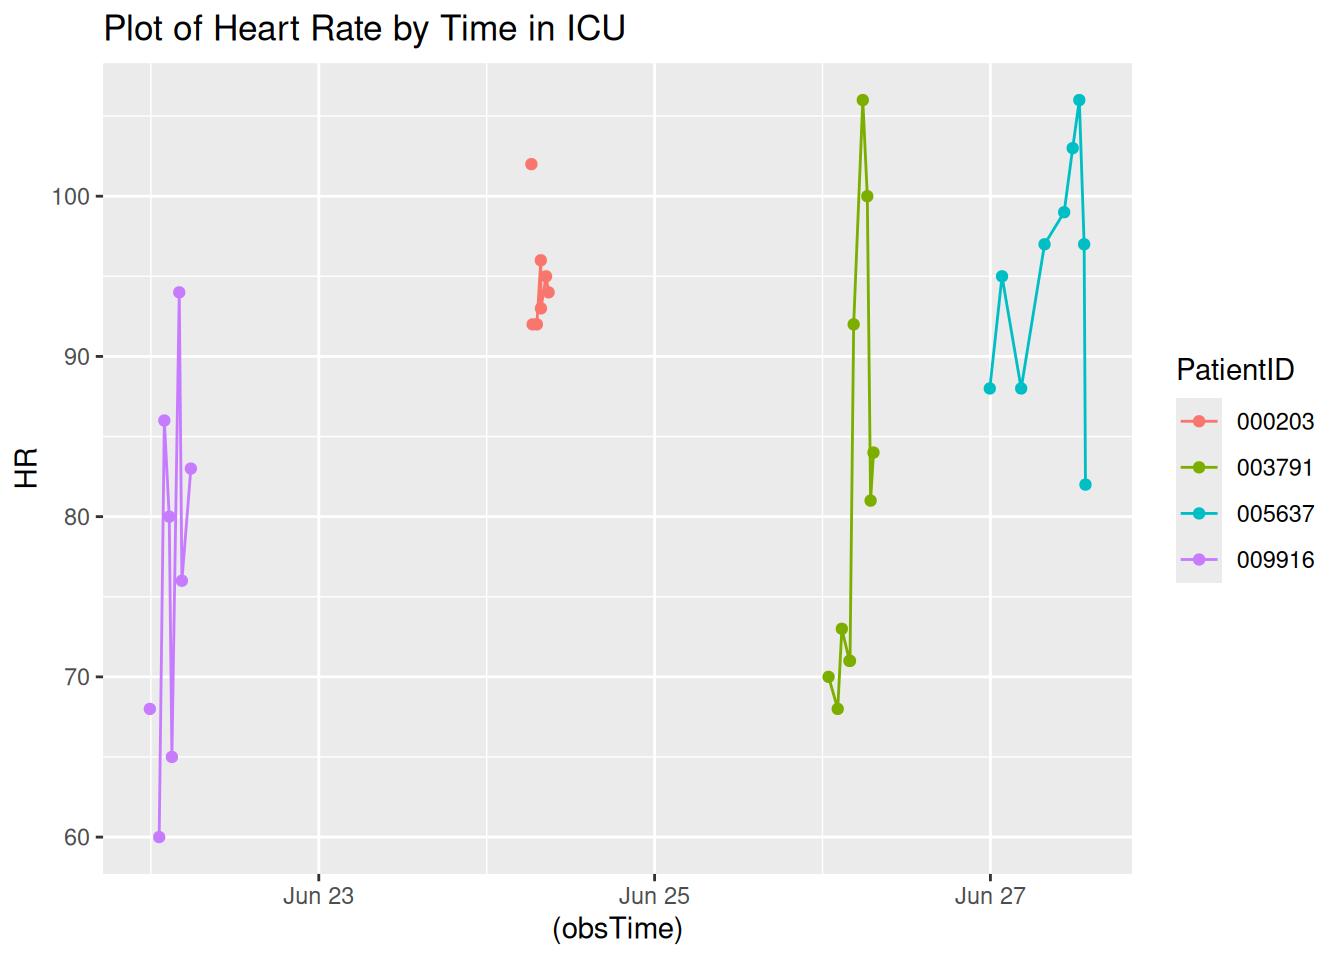 Plot of Heart Rate by Time in ICU
HR
100
90
80
70
60
Jun 23
Jun 25
Jun 27
(obsTime)
PatientID
000203
003791
005637
009916